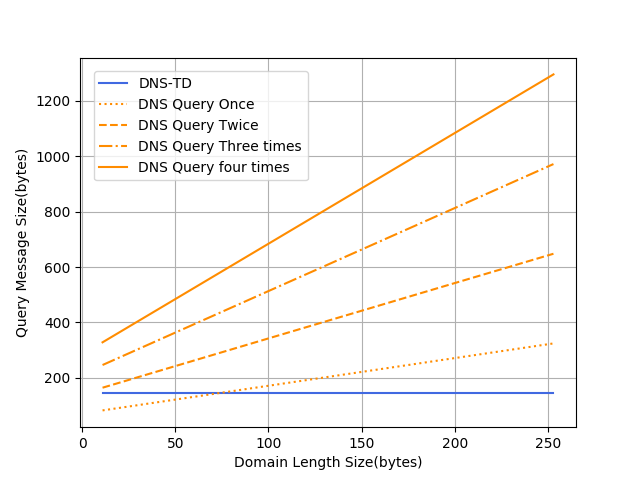 DNS-TD
DNS Query Once
DNS Query Twice
DNS Query Three times
DNS Query four times
1200
1000
800
600
400
200
Query Message Size(bytes)
0 50 100 150 200 250
Domain Length Size(bytes)